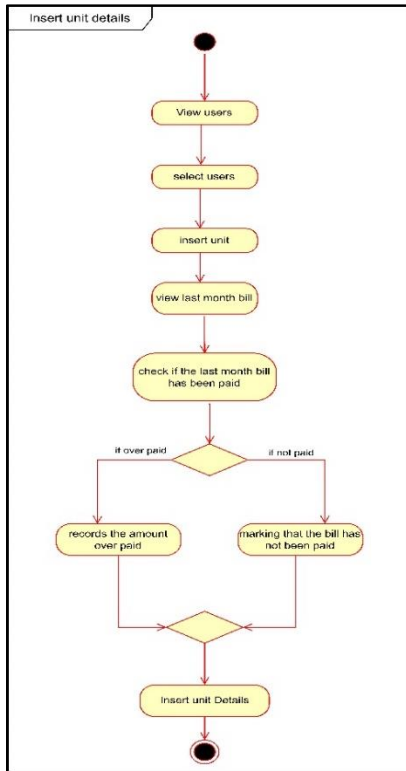 Insert unit details
View users
select users
insert unit
view last month bill
check if the last month bill
has been paid
if over paid
if not paid
records the amount
over paid
marking that the bill has
not been paid
Insert unit Details